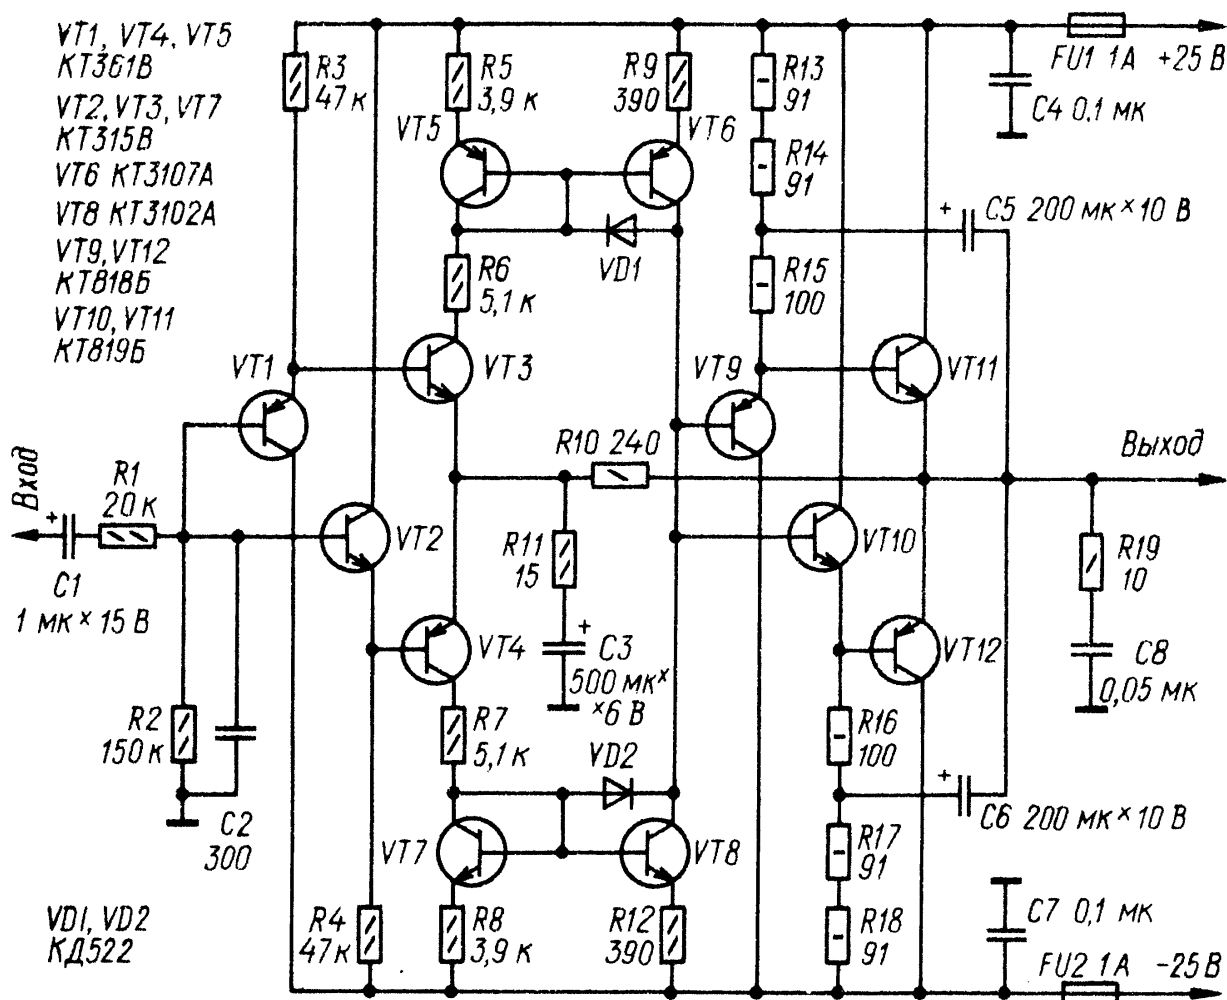 VT1, VT4, VT5
КТ361В
VT2, VT3, VT7
КТ315В
VT6 КТ3107А
VT8 КТ3102А
VT9, VT12
КТ818Б
VT10, VT11
КТ819Б
R3
47 к
R5
3,9 к
VT5
R9
390
VT6
R13
91
R14
91
FU1 1А +25 В
C4 0,1 мк
+
C5 200 мк × 10 В
R6
5,1 к
VD1
R15
100
VT1
VT3
VT9
VT11
Вход
R1
20 к
+
C1
1 мк × 15 В
VT2
R10 240
Выход
R11
15
VT10
R19
10
VT4
+
C3
500 мк ×
× 6 В
VT12
C8
0,05 мк
R2
150 к
C2
300
R7
5,1 к
VD2
R16
100
+
C6 200 мк × 10 В
VT7
VT8
R17
91
VD1, VD2
КД522
R4
47 к
R8
3,9 к
R12
390
R18
91
C7 0,1 мк
FU2 1А -25 В